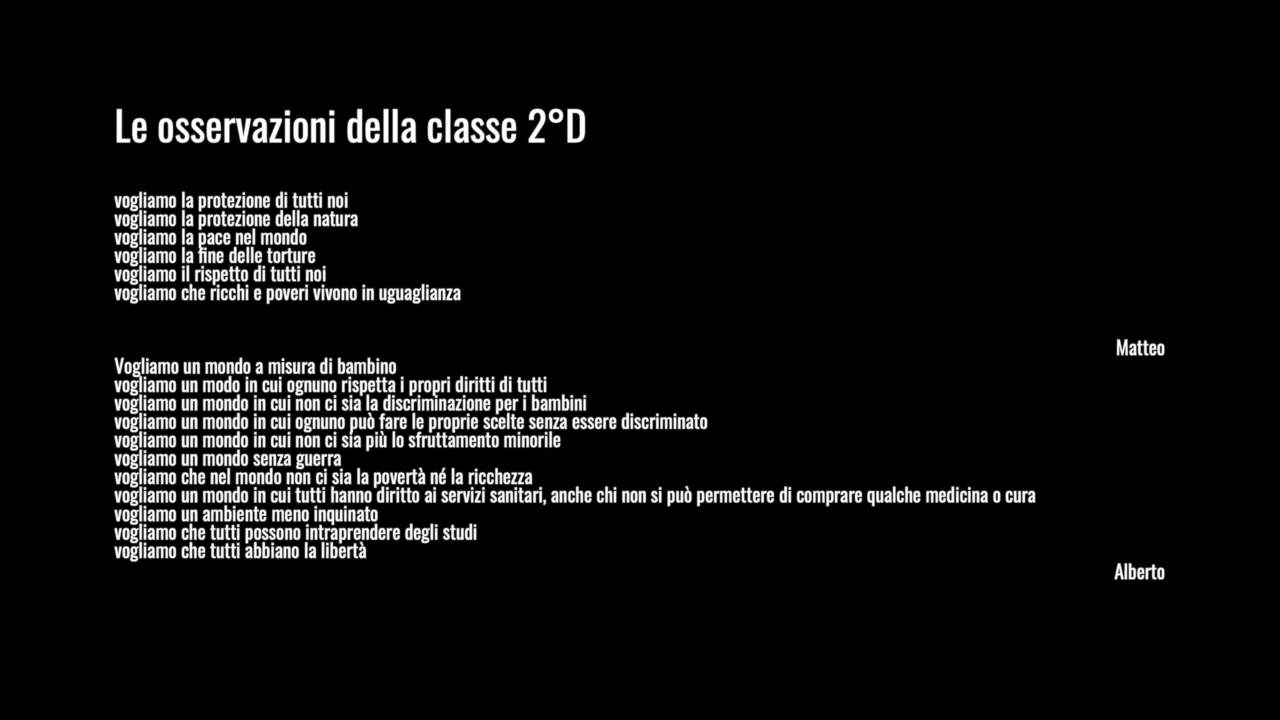 Le osservazioni della classe 2°D
vogliamo la protezione di tutti noi
vogliamo la protezione della natura
vogliamo la pace nel mondo
vogliamo la fine delle torture
vogliamo il rispetto di tutti noi
vogliamo che ricchi e poveri vivono in uguaglianza
Matteo
Vogliamo un mondo a misura di bambino
vogliamo un modo in cui ognuno rispetta i propri diritti di tutti
vogliamo un mondo in cui non ci sia la discriminazione per i bambini
vogliamo un mondo in cui ognuno può fare le proprie scelte senza essere discriminato
vogliamo un mondo in cui non ci sia più lo sfruttamento minorile
vogliamo un mondo senza guerra
vogliamo che nel mondo non ci sia la povertà né la ricchezza
vogliamo un mondo in cui tutti hanno diritto ai servizi sanitari, anche chi non si può permettere di comprare qualche medicina o cura
vogliamo un ambiente meno inquinato
vogliamo che tutti possono intraprendere degli studi
vogliamo che tutti abbiano la libertà
Alberto